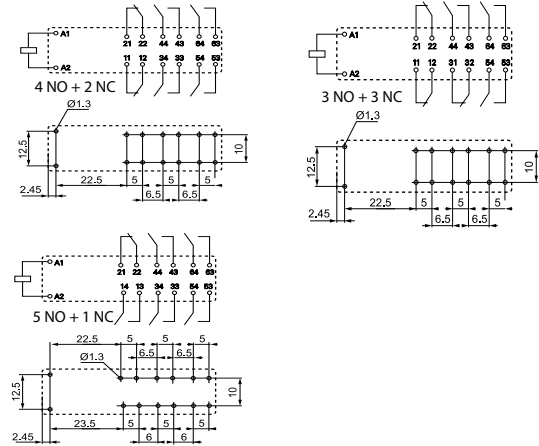 A1
21 22 44 43 64 63
11 12 34 33 54 53
A2
4 NO + 2 NC
Ø1.3
12.5
10
22.5 5 5 5
6.5 6.5
2.45
A1
21 22 44 43 64 63
11 12 31 32 54 53
A2
3 NO + 3 NC
Ø1.3
12.5
10
22.5 5 5 5
6.5 6.5
2.45
A1
21 22 44 43 64 63
14 13 34 33 54 53
A2
5 NO + 1 NC
22.5 5 5 5
Ø1.3 6.5 6.5
12.5
10
23.5 5 5 5
2.45 6 6